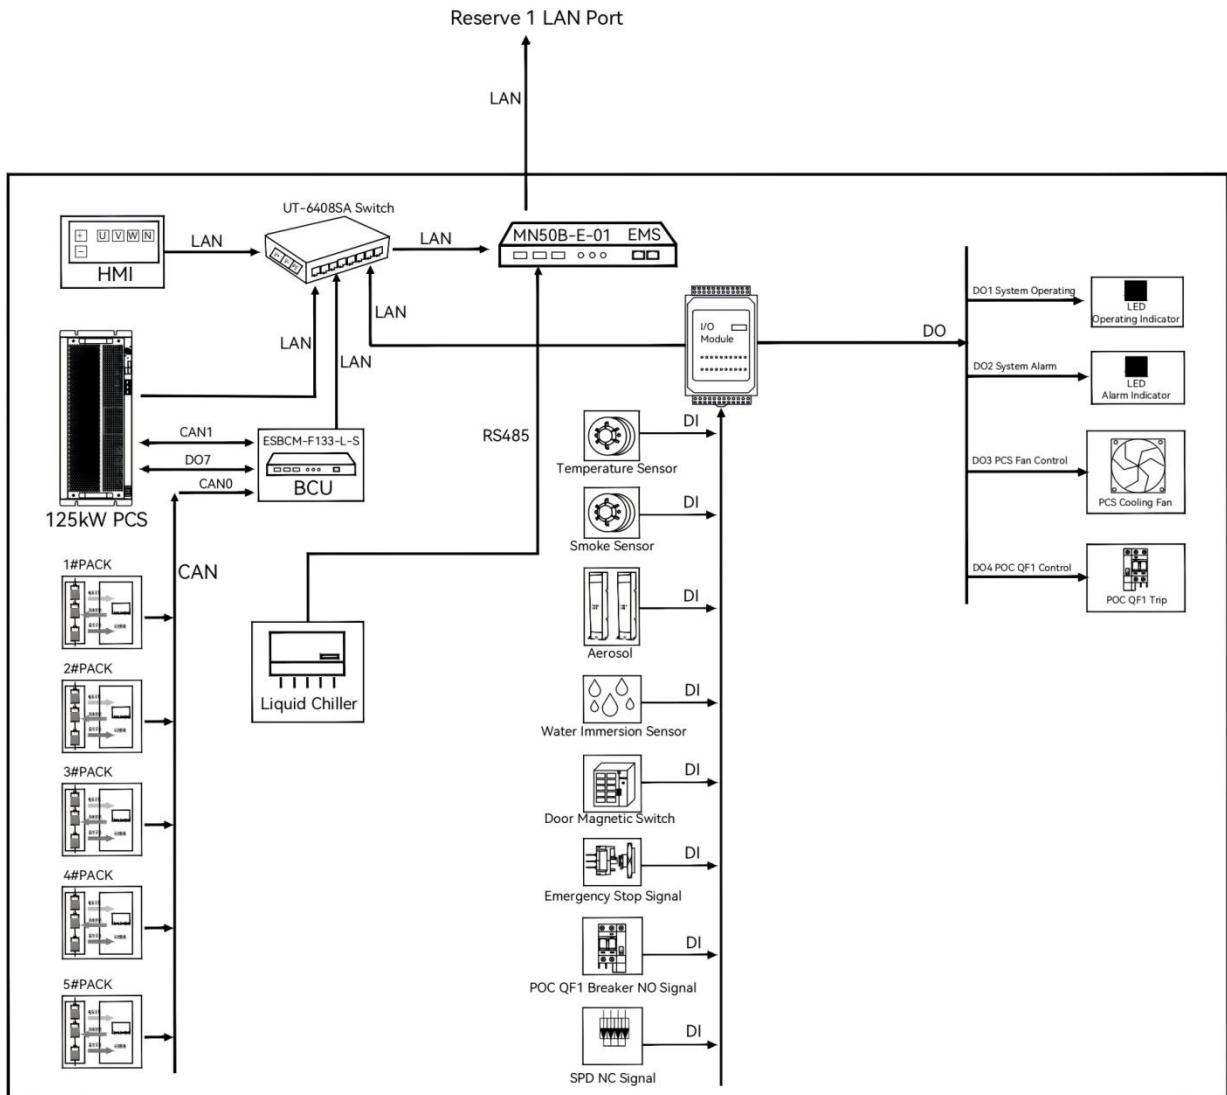 Reserve 1 LAN Port
LAN
UT-6408SA Switch
HMI
+ U V W N
−
LAN
LAN
MN50B-E-01 EMS
I/O
Module
LAN
LAN
LAN
DO
DO1 System Operating
LED
Operating Indicator
DO2 System Alarm
LED
Alarm Indicator
DO3 PCS Fan Control
PCS Cooling Fan
DO4 POC QF1 Control
POC QF1 Trip
125kW PCS
CAN1
DO7
CAN0
ESBCM-F133-L-S
BCU
RS485
CAN
1#PACK
2#PACK
3#PACK
4#PACK
5#PACK
Liquid Chiller
DI
Temperature Sensor
DI
Smoke Sensor
DI
Aerosol
DI
Water Immersion Sensor
DI
Door Magnetic Switch
DI
Emergency Stop Signal
DI
POC QF1 Breaker NO Signal
DI
SPD NC Signal